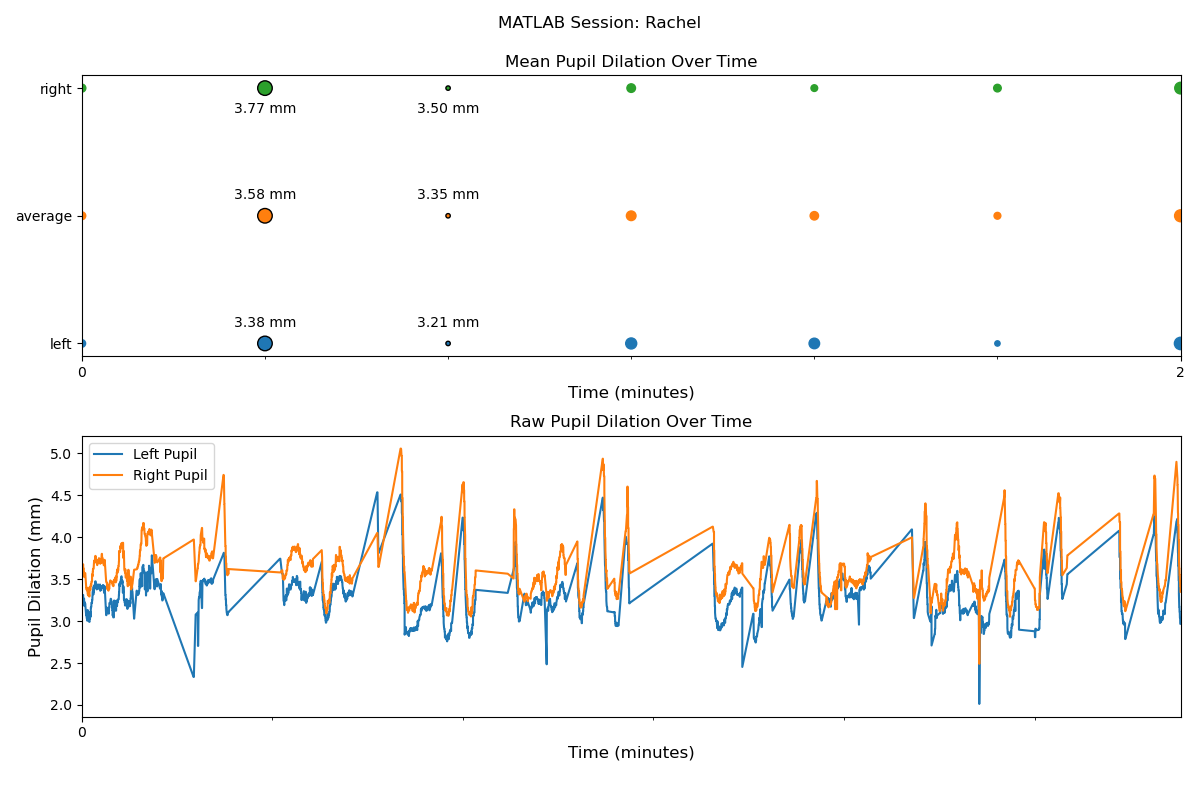 MATLAB Session: Rachel
Mean Pupil Dilation Over Time
right
3.77 mm 3.50 mm
3.58 mm 3.35 mm
average
3.38 mm 3.21 mm
left
0 2
Time (minutes)
Raw Pupil Dilation Over Time
Pupil Dilation (mm)
5.0
4.5
4.0
3.5
3.0
2.5
2.0
Left Pupil
Right Pupil
0
Time (minutes)